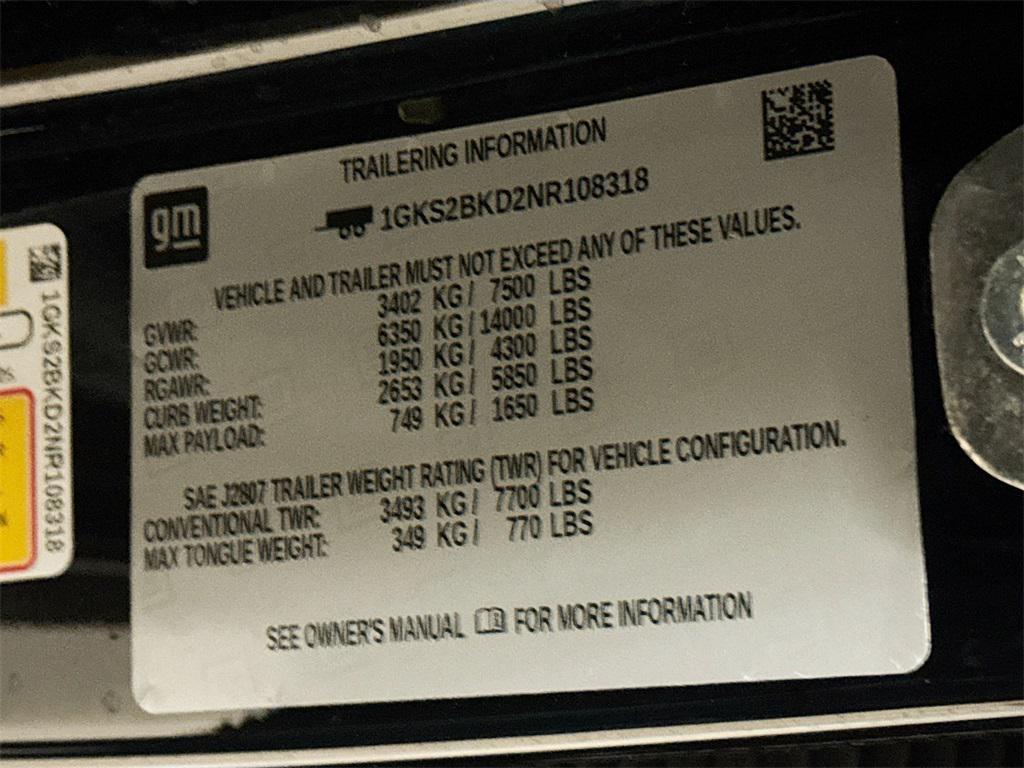 gm
TRAILERING INFORMATION
1GKS2BKD2NR108318
VEHICLE AND TRAILER MUST NOT EXCEED ANY OF THESE VALUES.
GVWR: 3402 KG / 7500 LBS
GCWR: 6350 KG / 14000 LBS
RGAWR: 1950 KG / 4300 LBS
CURB WEIGHT: 2653 KG / 5850 LBS
MAX PAYLOAD: 749 KG / 1650 LBS
SAE J2807 TRAILER WEIGHT RATING (TWR) FOR VEHICLE CONFIGURATION.
CONVENTIONAL TWR: 3493 KG / 7700 LBS
MAX TONGUE WEIGHT: 349 KG / 770 LBS
SEE OWNER'S MANUAL FOR MORE INFORMATION
1GKS2BKD2NR108318